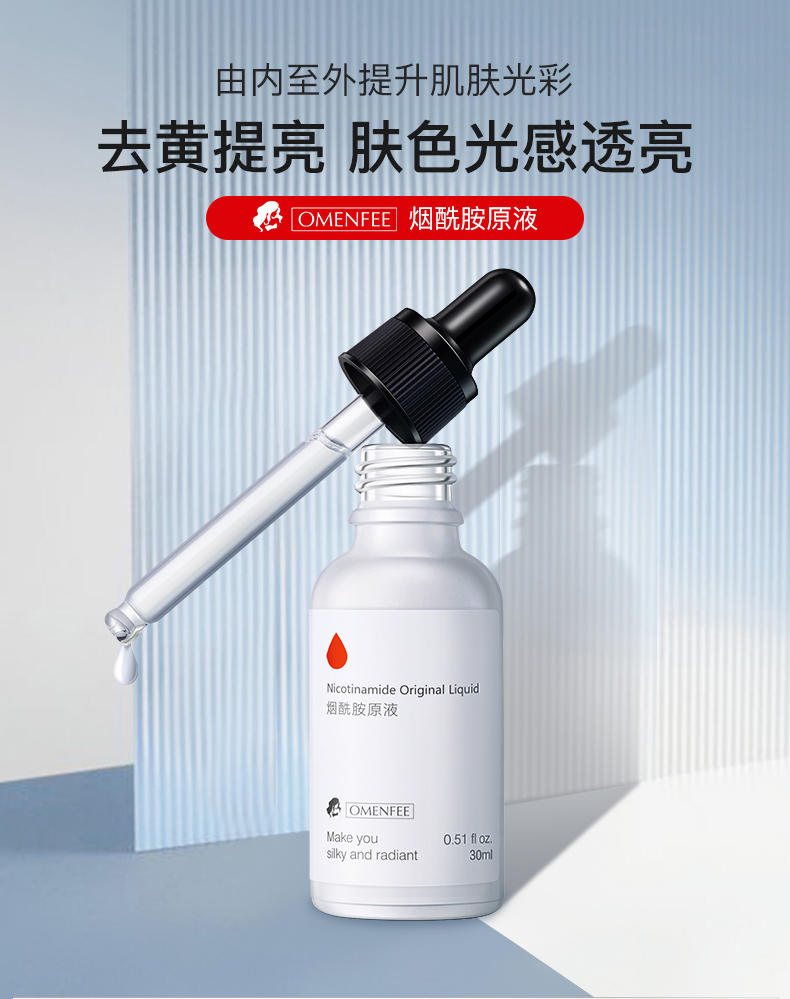 由内至外提升肌肤光彩
去黄提亮 肤色光感透亮
OMENFEE 烟酰胺原液
Nicotinamide Original Liquid
烟酰胺原液
OMENFEE
Make you
silky and radiant
0.51 fl oz.
30ml